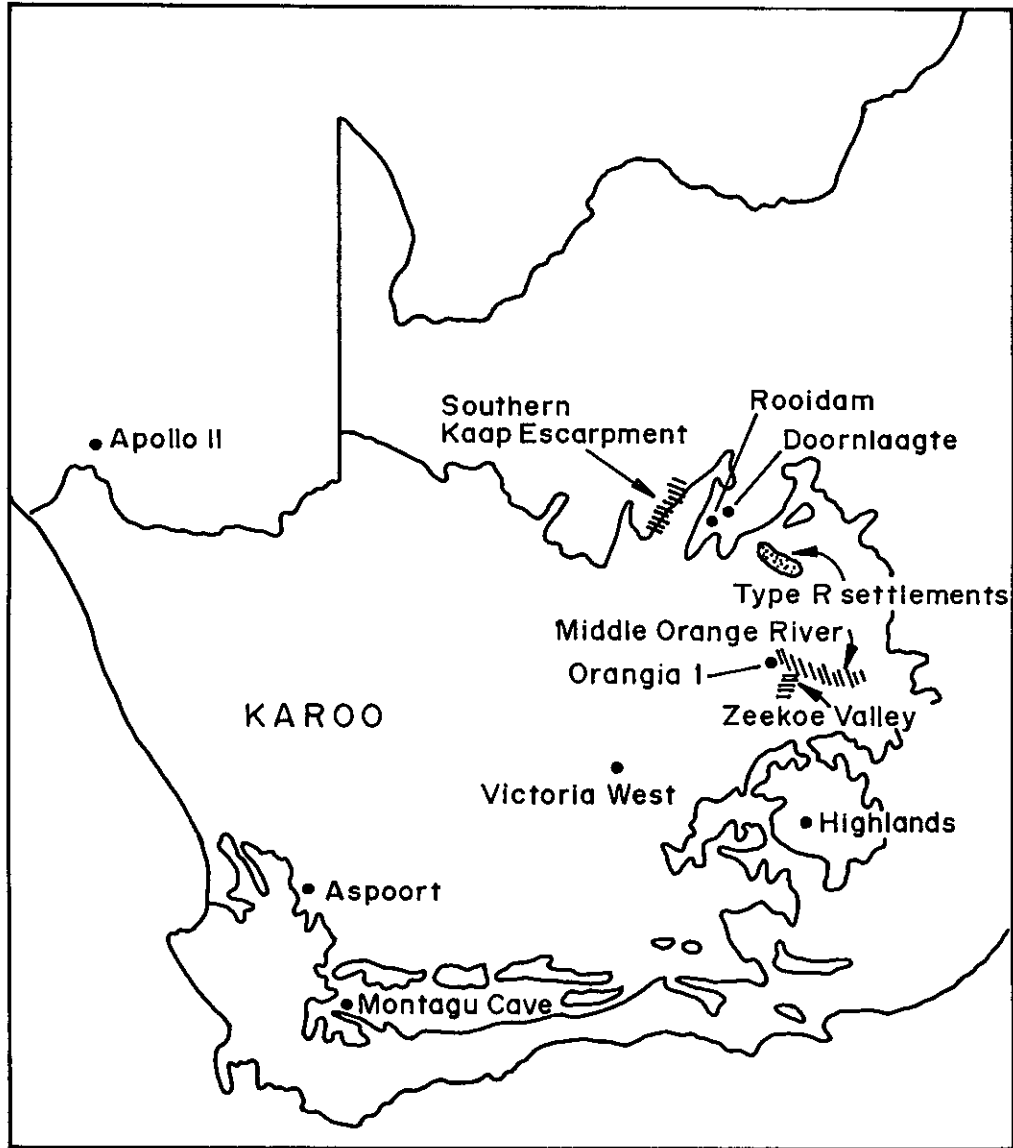 Rooidam
Southern
Kaap Escarpment
Doornlaagte
Apollo II
Type R settlements
Middle Orange River
Orangia 1
Zeekoe Valley
KAROO
Victoria West
Highlands
Aspoort
Montagu Cave